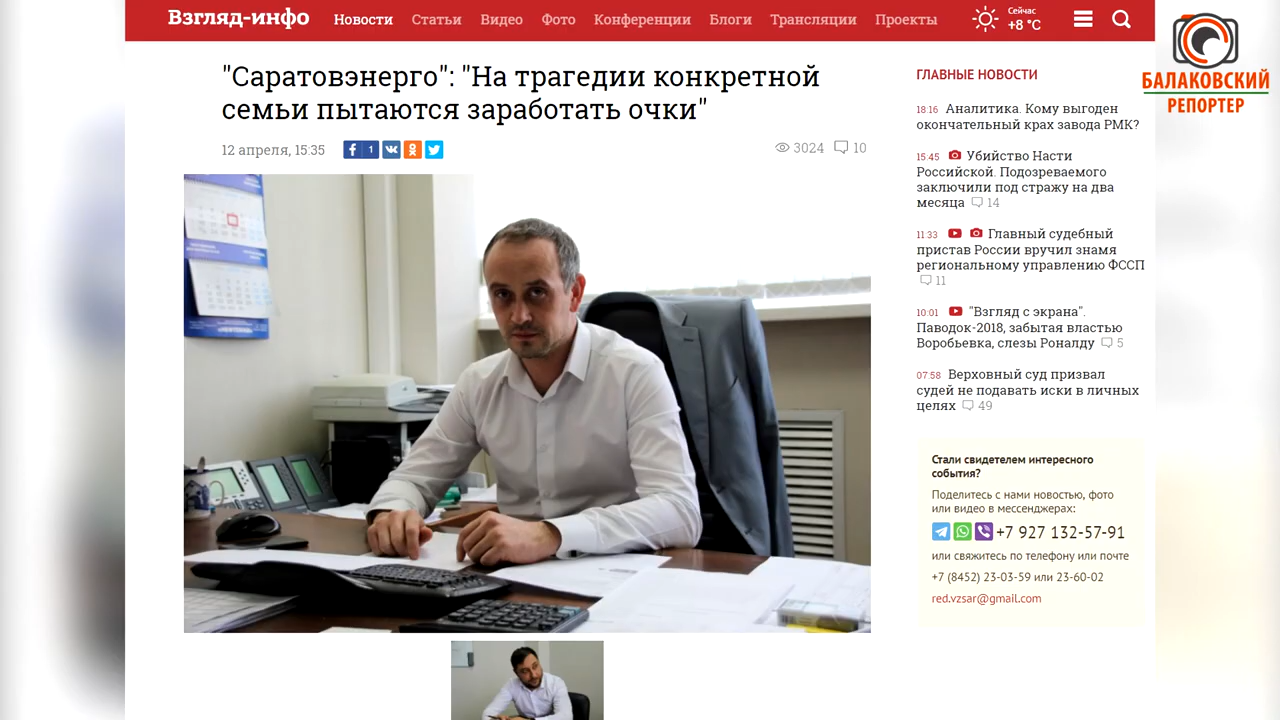 Взгляд-инфо
Новости Статьи Видео Фото Конференции Блоги Трансляции Проекты
Сейчас
+8 °C
БАЛАКОВСКИЙ
РЕПОРТЕР
"Саратовэнерго": "На трагедии конкретной
семьи пытаются заработать очки"
12 апреля, 15:35
1
3024 10
ГЛАВНЫЕ НОВОСТИ
18:16 Аналитика. Кому выгоден
окончательный крах завода РМК?
15:45 Убийство Насти
Российской. Подозреваемого
заключили под стражу на два
месяца 14
11:33 Главный судебный
пристав России вручил знамя
региональному управлению ФССП
11
10:01 "Взгляд с экрана".
Паводок-2018, забытая властью
Воробьевка, слезы Роналду 5
07:58 Верховный суд призвал
судей не подавать иски в личных
целях 49
Стали свидетелем интересного
события?
Поделитесь с нами новостью, фото
или видео в мессенджерах:
+7 927 132-57-91
или свяжитесь по телефону или почте
+7 (8452) 23-03-59 или 23-60-02
red.vzsar@gmail.com